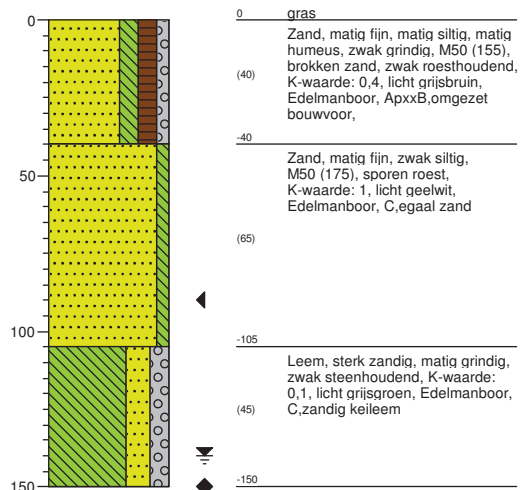 0
50
100
150
0 gras
Zand, matig fijn, matig siltig, matig
humeus, zwak grindig, M50 (155),
brokken zand, zwak roesthoudend,
K-waarde: 0,4, licht grijsbruin,
Edelmanboor, ApxxB,omgezet
bouwvoor,
(40)
-40
Zand, matig fijn, zwak siltig,
M50 (175), sporen roest,
K-waarde: 1, licht geelwit,
Edelmanboor, C,egaal zand
(65)
-105
Leem, sterk zandig, matig grindig,
zwak steenhoudend, K-waarde:
0,1, licht grijsgroen, Edelmanboor,
C,zandig keileem
(45)
-150